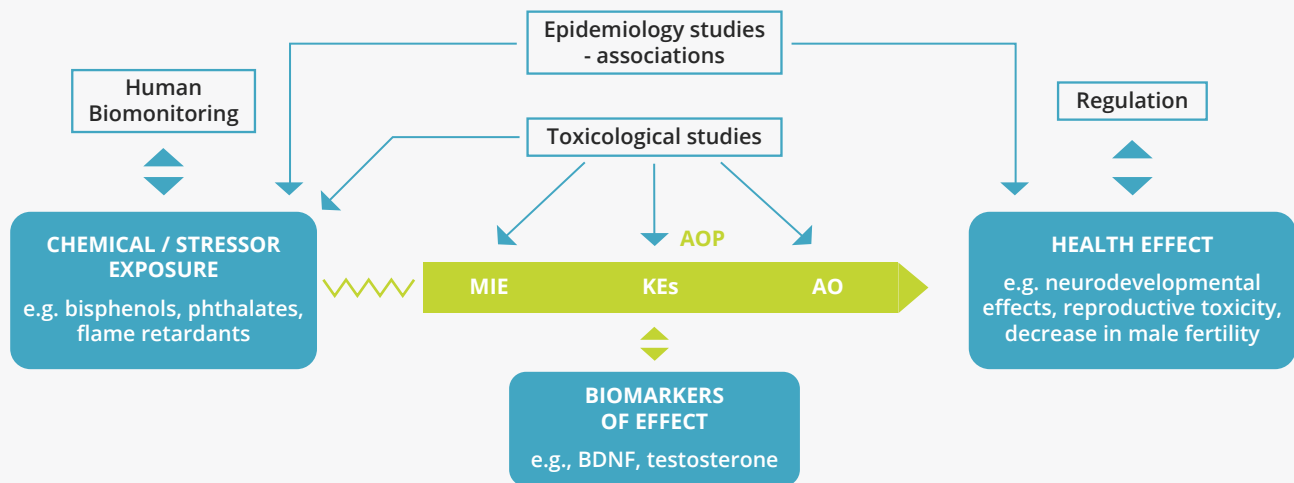 Epidemiology studies
- associations
Human
Biomonitoring
Regulation
Toxicological studies
CHEMICAL / STRESSOR
EXPOSURE
e.g. bisphenols, phthalates,
flame retardants
AOP
MIE
KEs
AO
HEALTH EFFECT
e.g. neurodevelopmental
effects, reproductive toxicity,
decrease in male fertility
BIOMARKERS
OF EFFECT
e.g., BDNF, testosterone